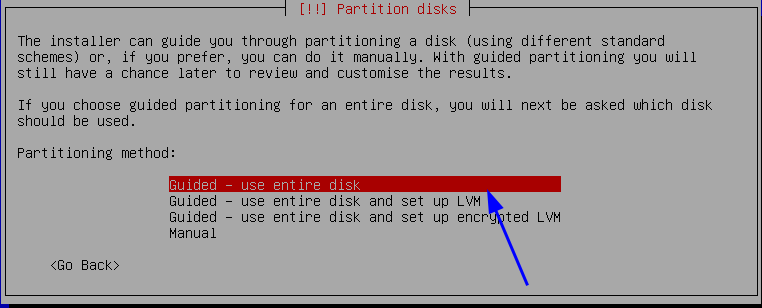 [!!] Partition disks
The installer can guide you through partitioning a disk (using different standard
schemes) or, if you prefer, you can do it manually. With guided partitioning you will
still have a chance later to review and customise the results.
If you choose guided partitioning for an entire disk, you will next be asked which disk
should be used.
Partitioning method:
Guided - use entire disk
Guided - use entire disk and set up LVM
Guided - use entire disk and set up encrypted LVM
Manual
<Go Back>